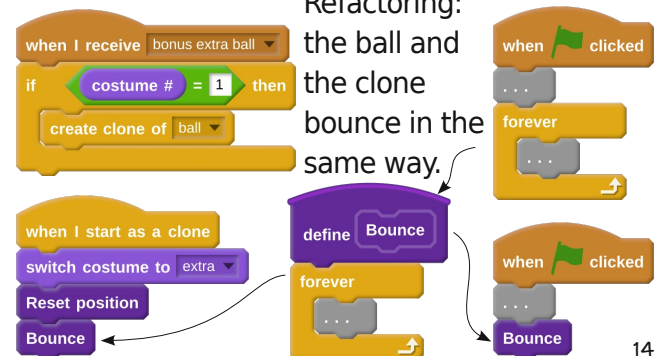 Refactoring:
the ball and
the clone
bounce in the
same way.
when I receive bonus extra ball
if costume # = 1 then
create clone of ball
when I start as a clone
switch costume to extra
Reset position
Bounce
define Bounce
forever
...
when clicked
...
forever
...
when clicked
...
Bounce
14